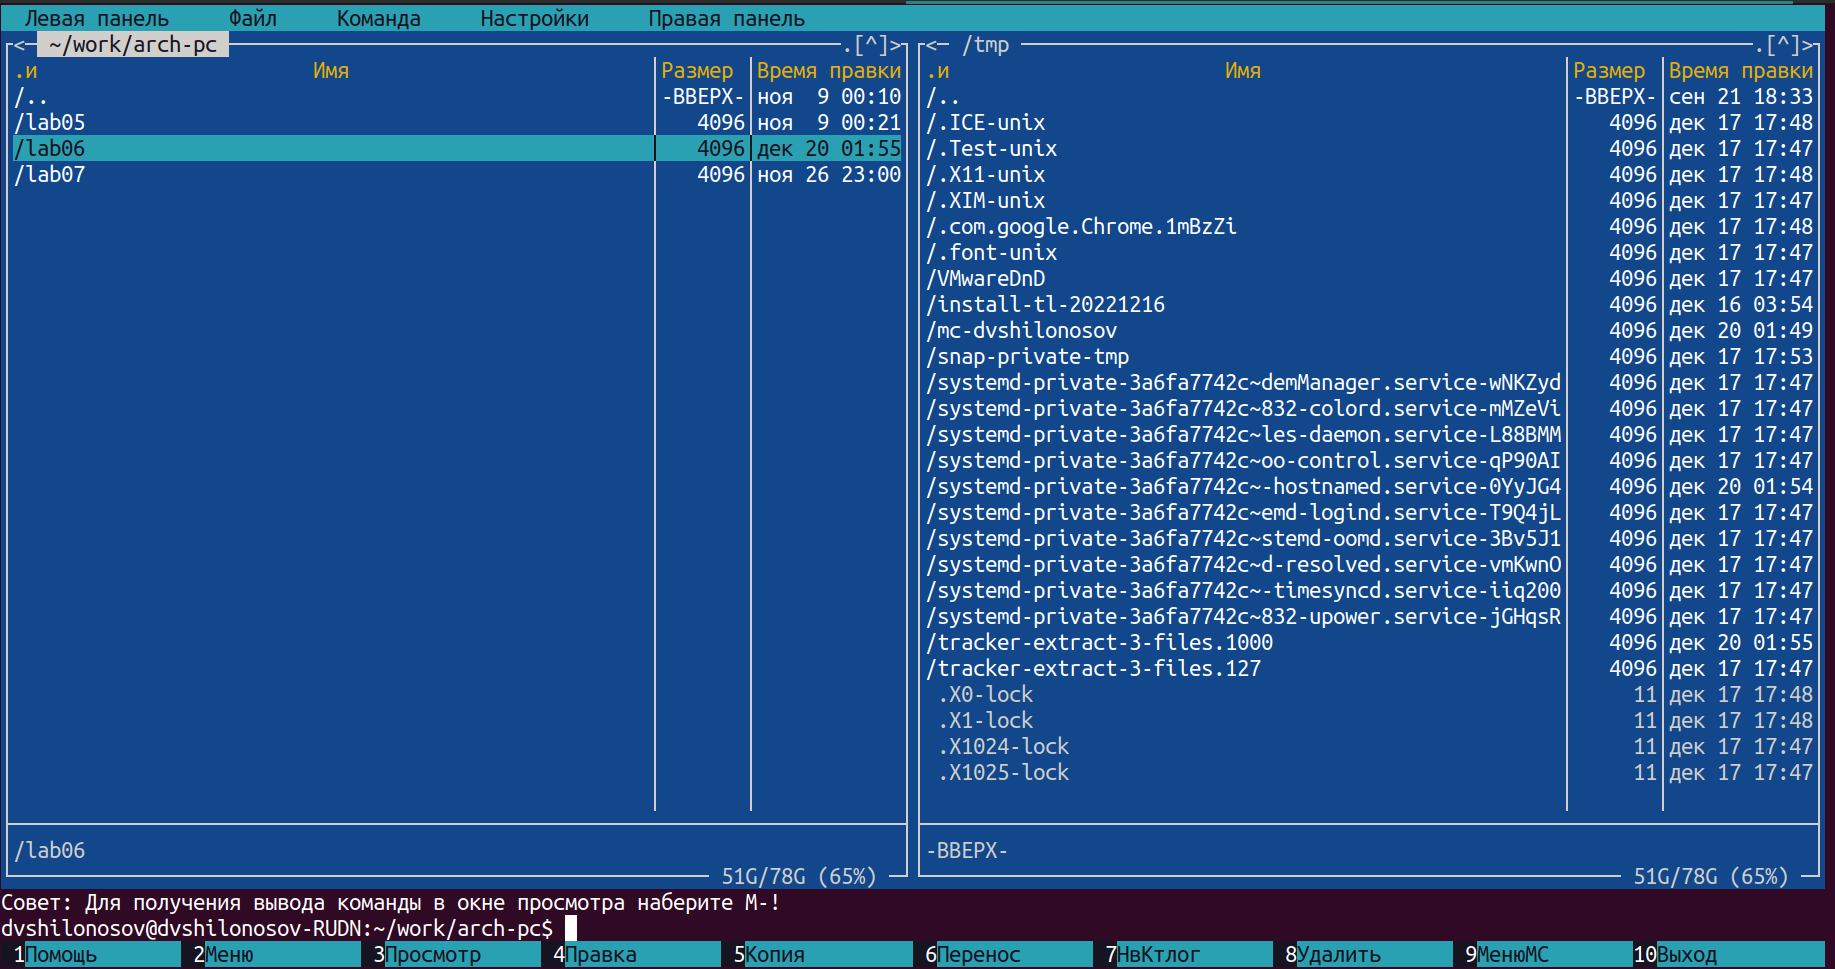 Левая панель Файл Команда Настройки Правая панель
<─ ~/work/arch-pc .[^]>
.и Имя Размер Время правки
/.. -ВВЕРХ- ноя 9 00:10
/lab05 4096 ноя 9 00:21
/lab06 4096 дек 20 01:55
/lab07 4096 ноя 26 23:00
/lab06
51G/78G (65%)
<─ /tmp .[^]>
.и Имя Размер Время правки
/.. -ВВЕРХ- сен 21 18:33
/.ICE-unix 4096 дек 17 17:48
/.Test-unix 4096 дек 17 17:47
/.X11-unix 4096 дек 17 17:48
/.XIM-unix 4096 дек 17 17:47
/.com.google.Chrome.1mBzZi 4096 дек 17 17:48
/.font-unix 4096 дек 17 17:47
/VMwareDnD 4096 дек 17 17:47
/install-tl-20221216 4096 дек 16 03:54
/mc-dvshilonosov 4096 дек 20 01:49
/snap-private-tmp 4096 дек 17 17:53
/systemd-private-3a6fa7742c~demManager.service-wNKZyd 4096 дек 17 17:47
/systemd-private-3a6fa7742c~832-colord.service-mMZeVi 4096 дек 17 17:47
/systemd-private-3a6fa7742c~les-daemon.service-L88BMM 4096 дек 17 17:47
/systemd-private-3a6fa7742c~oo-control.service-qP90AI 4096 дек 17 17:47
/systemd-private-3a6fa7742c~-hostnamed.service-0YyJG4 4096 дек 20 01:54
/systemd-private-3a6fa7742c~emd-logind.service-T9Q4jL 4096 дек 17 17:47
/systemd-private-3a6fa7742c~stemd-oomd.service-3Bv5J1 4096 дек 17 17:47
/systemd-private-3a6fa7742c~d-resolved.service-vmKwnO 4096 дек 17 17:47
/systemd-private-3a6fa7742c~-timesyncd.service-iiq200 4096 дек 17 17:47
/systemd-private-3a6fa7742c~832-upower.service-jGHqsR 4096 дек 17 17:47
/tracker-extract-3-files.1000 4096 дек 20 01:55
/tracker-extract-3-files.127 4096 дек 17 17:47
.X0-lock 11 дек 17 17:48
.X1-lock 11 дек 17 17:48
.X1024-lock 11 дек 17 17:47
.X1025-lock 11 дек 17 17:47
-ВВЕРХ-
51G/78G (65%)
Совет: Для получения вывода команды в окне просмотра наберите M-!
dvshilonosov@dvshilonosov-RUDN:~/work/arch-pc$
1Помощь 2Меню 3Просмотр 4Правка 5Копия 6Перенос 7НвКтлог 8Удалить 9МенюMC 10Выход